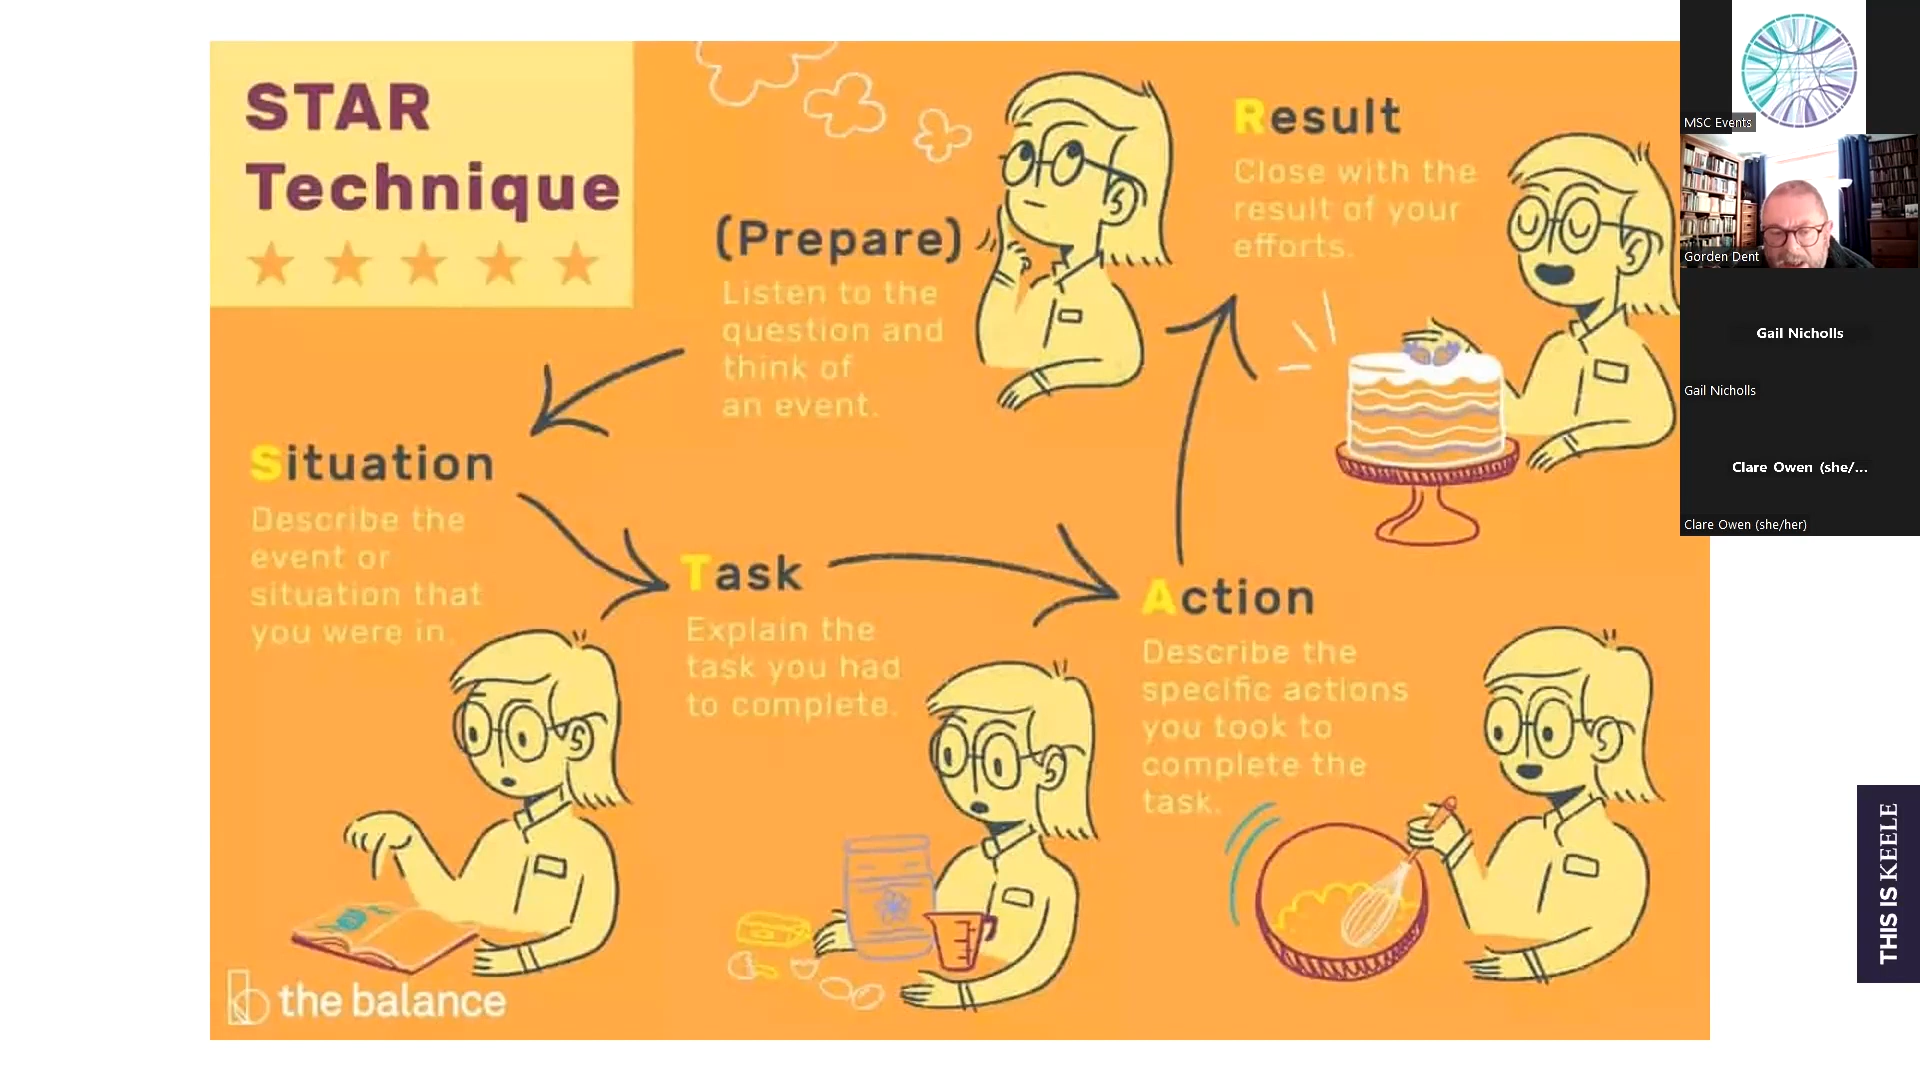 STAR
Technique
(Prepare)
Listen to the
question and
think of
an event.
Situation
Describe the
event or
situation that
you were in.
Task
Explain the
task you had
to complete.
Action
Describe the
specific actions
you took to
complete the
task.
Result
Close with the
result of your
efforts.
the balance
MSC Events
Gorden Dent
Gail Nicholls
Gail Nicholls
Clare Owen (she/...
Clare Owen (she/her)
THIS IS KEELE